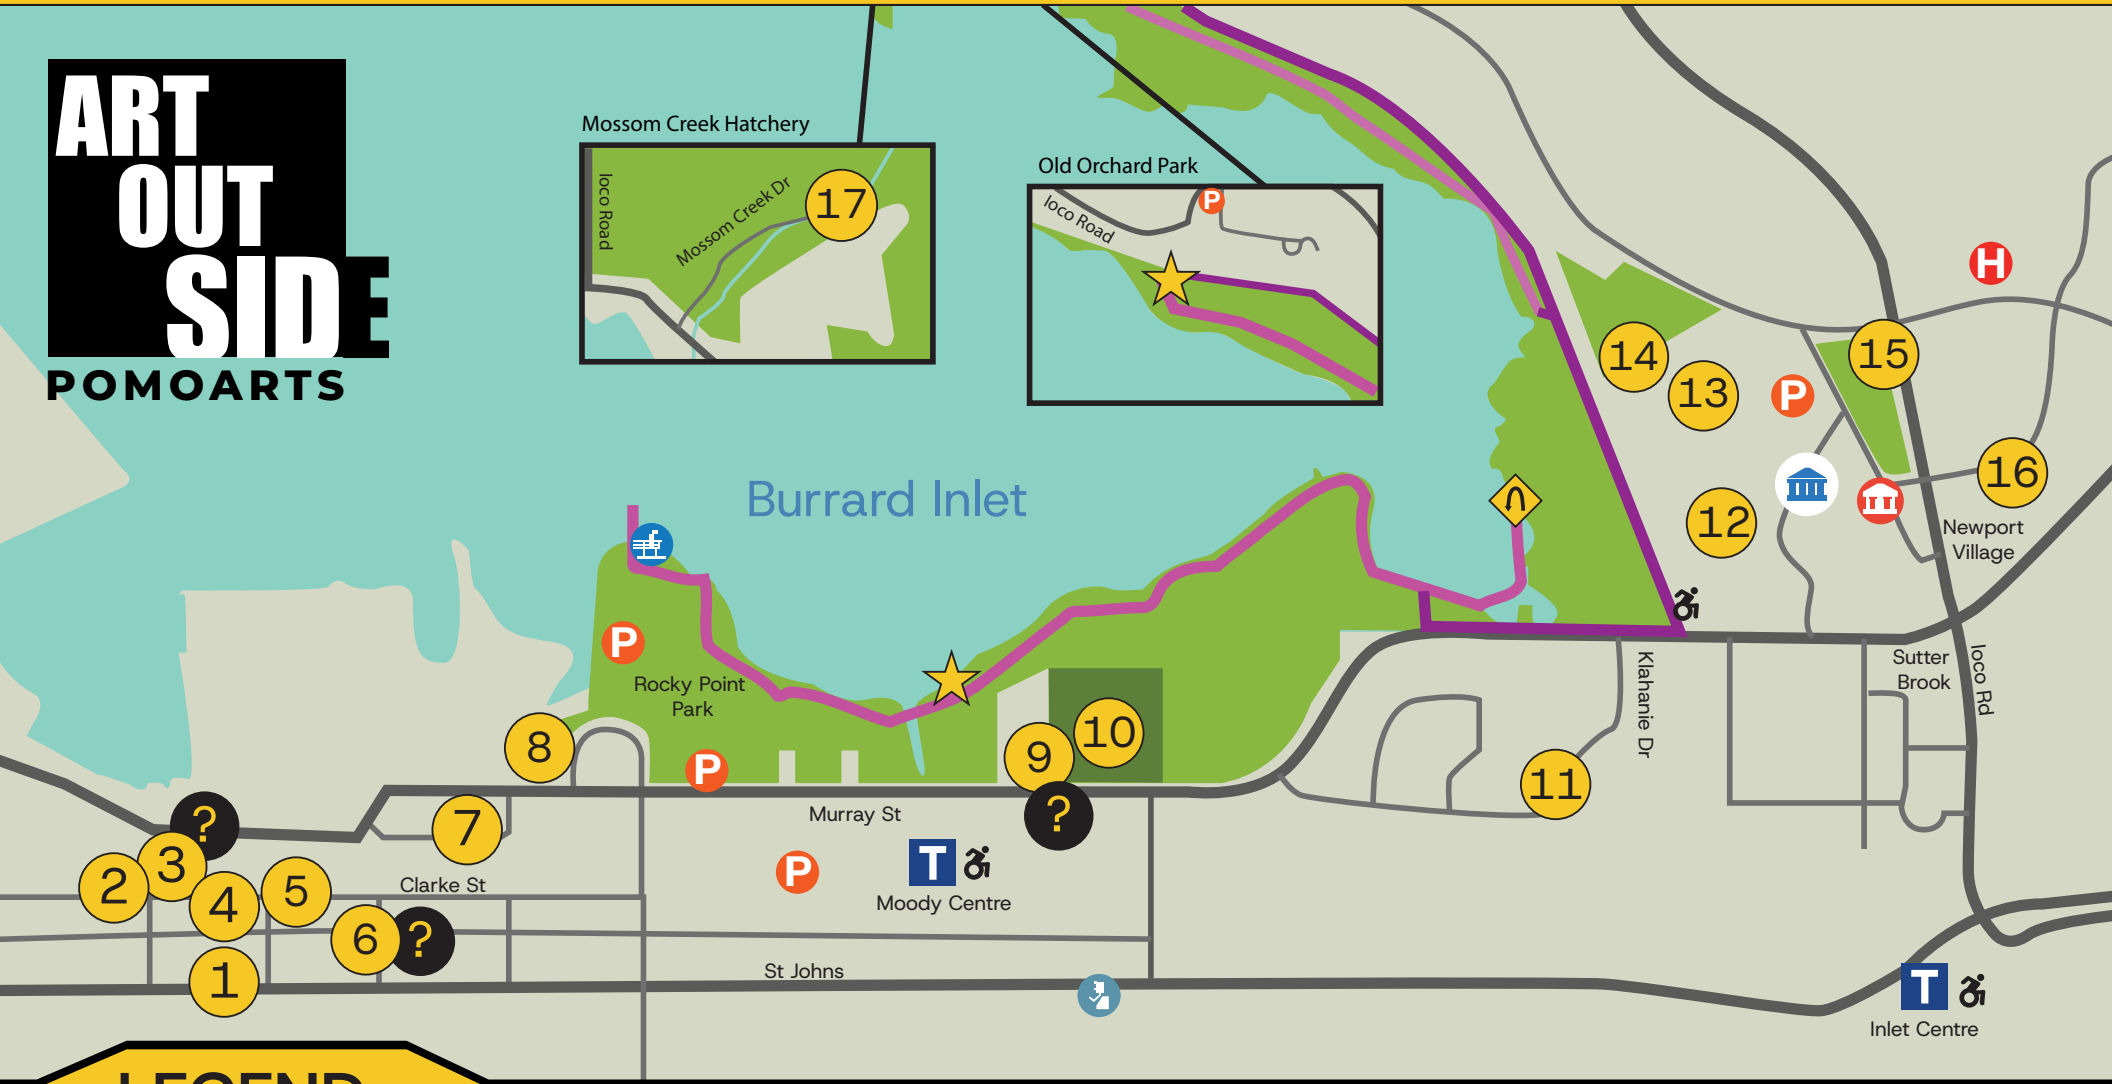 ART
OUT
SIDE
POMOARTS
Mossom Creek Hatchery
Ioco Road
Mossom Creek Dr
17
Old Orchard Park
P
Ioco Road
Burrard Inlet
H
14
13
15
P
16
12
Newport
Village
P
Rocky Point
Park
Klahanie Dr
Sutter
Brook
Ioco Rd
8
P
9
10
11
Murray St
?
?
7
2
3
4
5
Clarke St
P
T
Moody Centre
6
?
1
St Johns
T
Inlet Centre
LEGEND